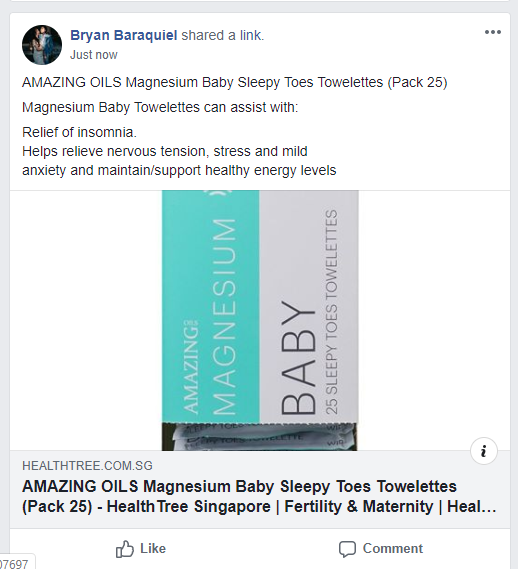 Bryan Baraquiel shared a link.
Just now
AMAZING OILS Magnesium Baby Sleepy Toes Towelettes (Pack 25)
Magnesium Baby Towelettes can assist with:
Relief of insomnia.
Helps relieve nervous tension, stress and mild
anxiety and maintain/support healthy energy levels
AMAZING OILS
MAGNESIUM
BABY
25 SLEEPY TOES TOWELETTES
HEALTHTREE.COM.SG
AMAZING OILS Magnesium Baby Sleepy Toes Towelettes
(Pack 25) - HealthTree Singapore | Fertility & Maternity | Heal...
Like
Comment
07697